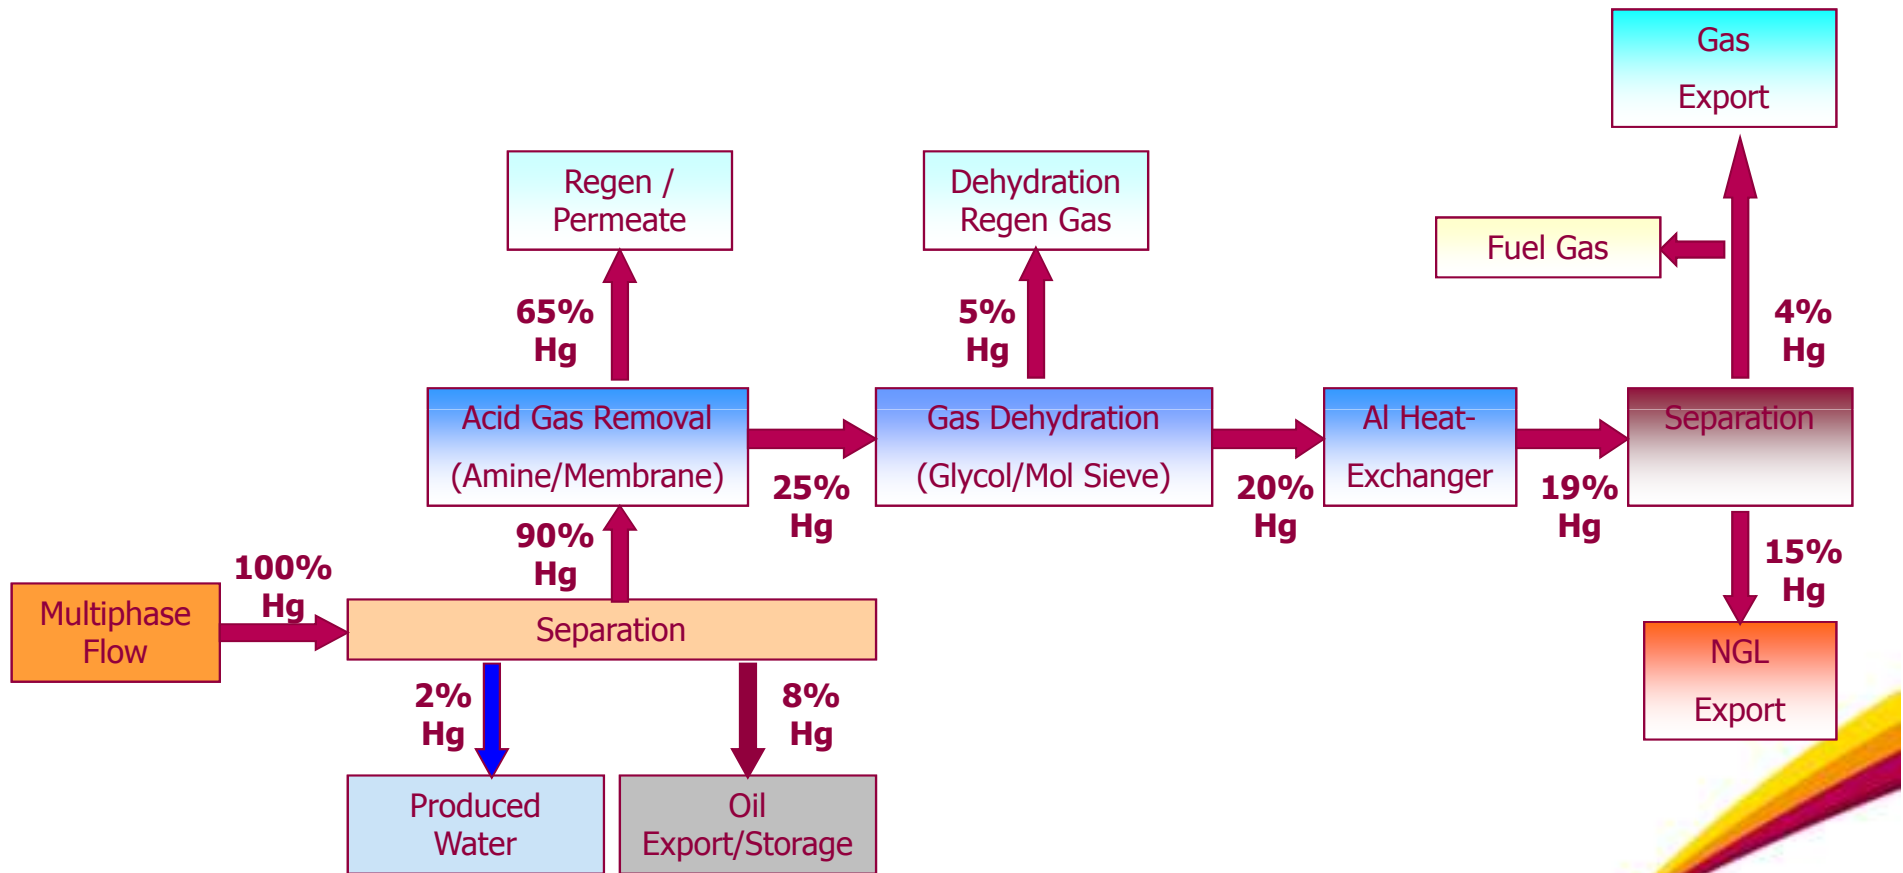 Gas
Export
Regen /
Permeate
Dehydration
Regen Gas
Fuel Gas
65%
Hg
5%
Hg
4%
Hg
Acid Gas Removal
(Amine/Membrane)
25%
Hg
Gas Dehydration
(Glycol/Mol Sieve)
20%
Hg
Al Heat-
Exchanger
19%
Hg
Separation
90%
Hg
15%
Hg
100%
Hg
Multiphase
Flow
Separation
NGL
Export
2%
Hg
8%
Hg
Produced
Water
Oil
Export/Storage